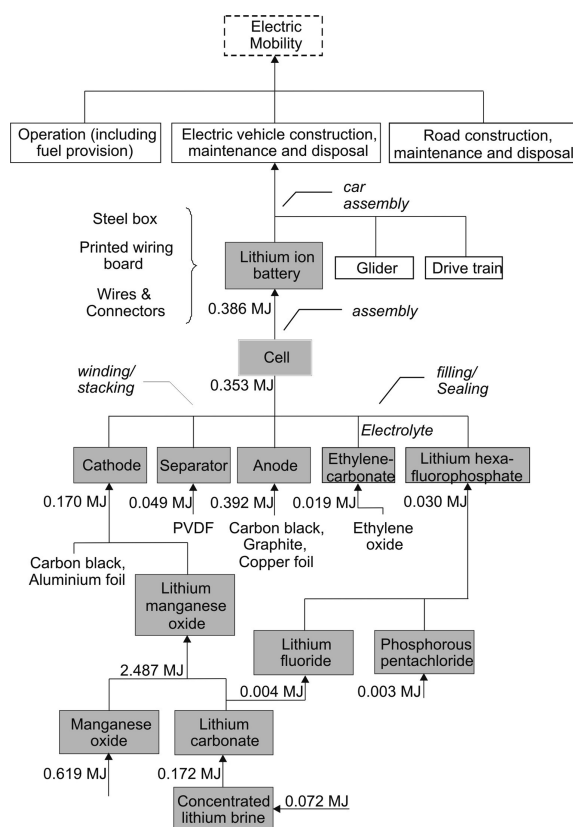 Electric
Mobility
Operation (including
fuel provision)
Electric vehicle construction,
maintenance and disposal
Road construction,
maintenance and disposal
car
assembly
Steel box
Printed wiring
board
Wires &
Connectors
Lithium ion
battery
Glider
Drive train
0.386 MJ
assembly
Cell
0.353 MJ
winding/
stacking
filling/
Sealing
Electrolyte
Cathode
Separator
Anode
Ethylene-
carbonate
Lithium hexa-
fluorophosphate
0.170 MJ
0.049 MJ
0.392 MJ
0.019 MJ
0.030 MJ
PVDF
Carbon black,
Graphite,
Copper foil
Ethylene
oxide
Carbon black,
Aluminium foil
Lithium
manganese
oxide
Lithium
fluoride
Phosphorous
pentachloride
2.487 MJ
0.004 MJ
0.003 MJ
Manganese
oxide
Lithium
carbonate
0.619 MJ
0.172 MJ
Concentrated
lithium brine
0.072 MJ